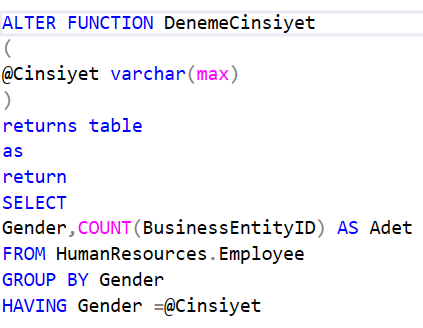 ALTER FUNCTION DenemeCinsiyet
(
@Cinsiyet varchar(max)
)
returns table
as
return
SELECT
Gender,COUNT(BusinessEntityID) AS Adet
FROM HumanResources.Employee
GROUP BY Gender
HAVING Gender =@Cinsiyet